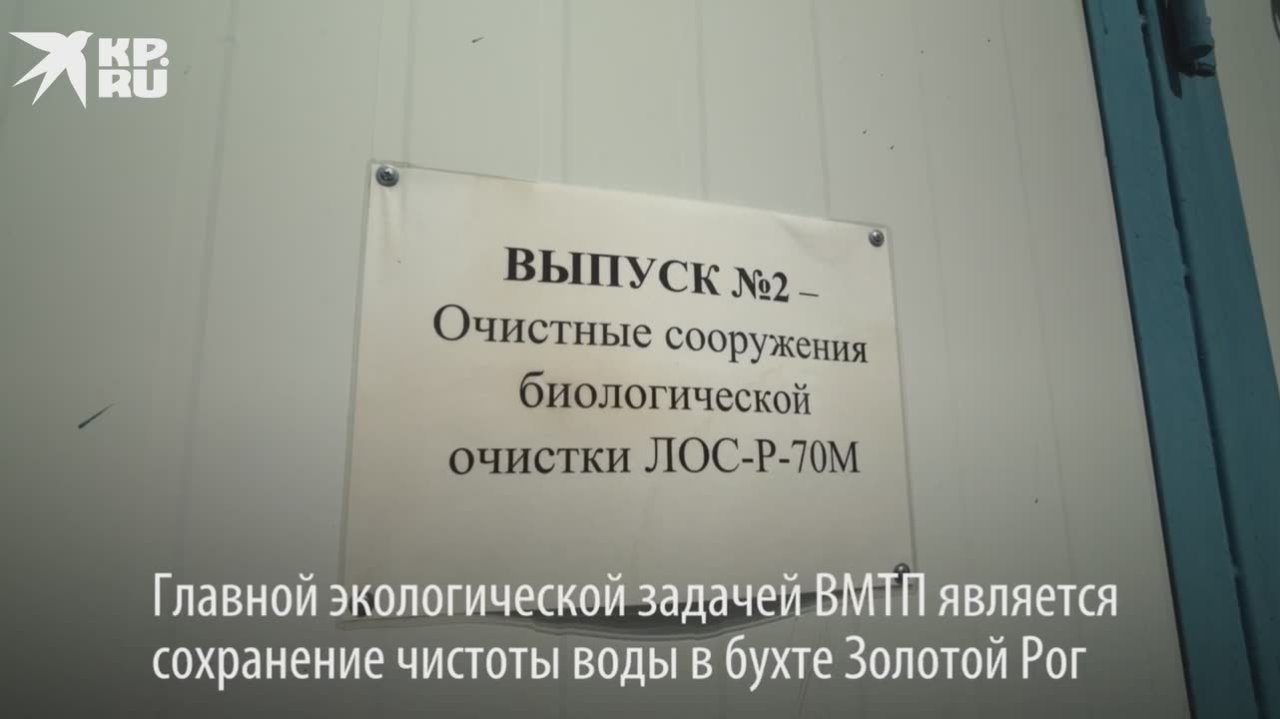 KP.
RU
ВЫПУСК №2 –
Очистные сооружения
биологической
очистки ЛОС-Р-70М
Главной экологической задачей ВМТП является
сохранение чистоты воды в бухте Золотой Рог